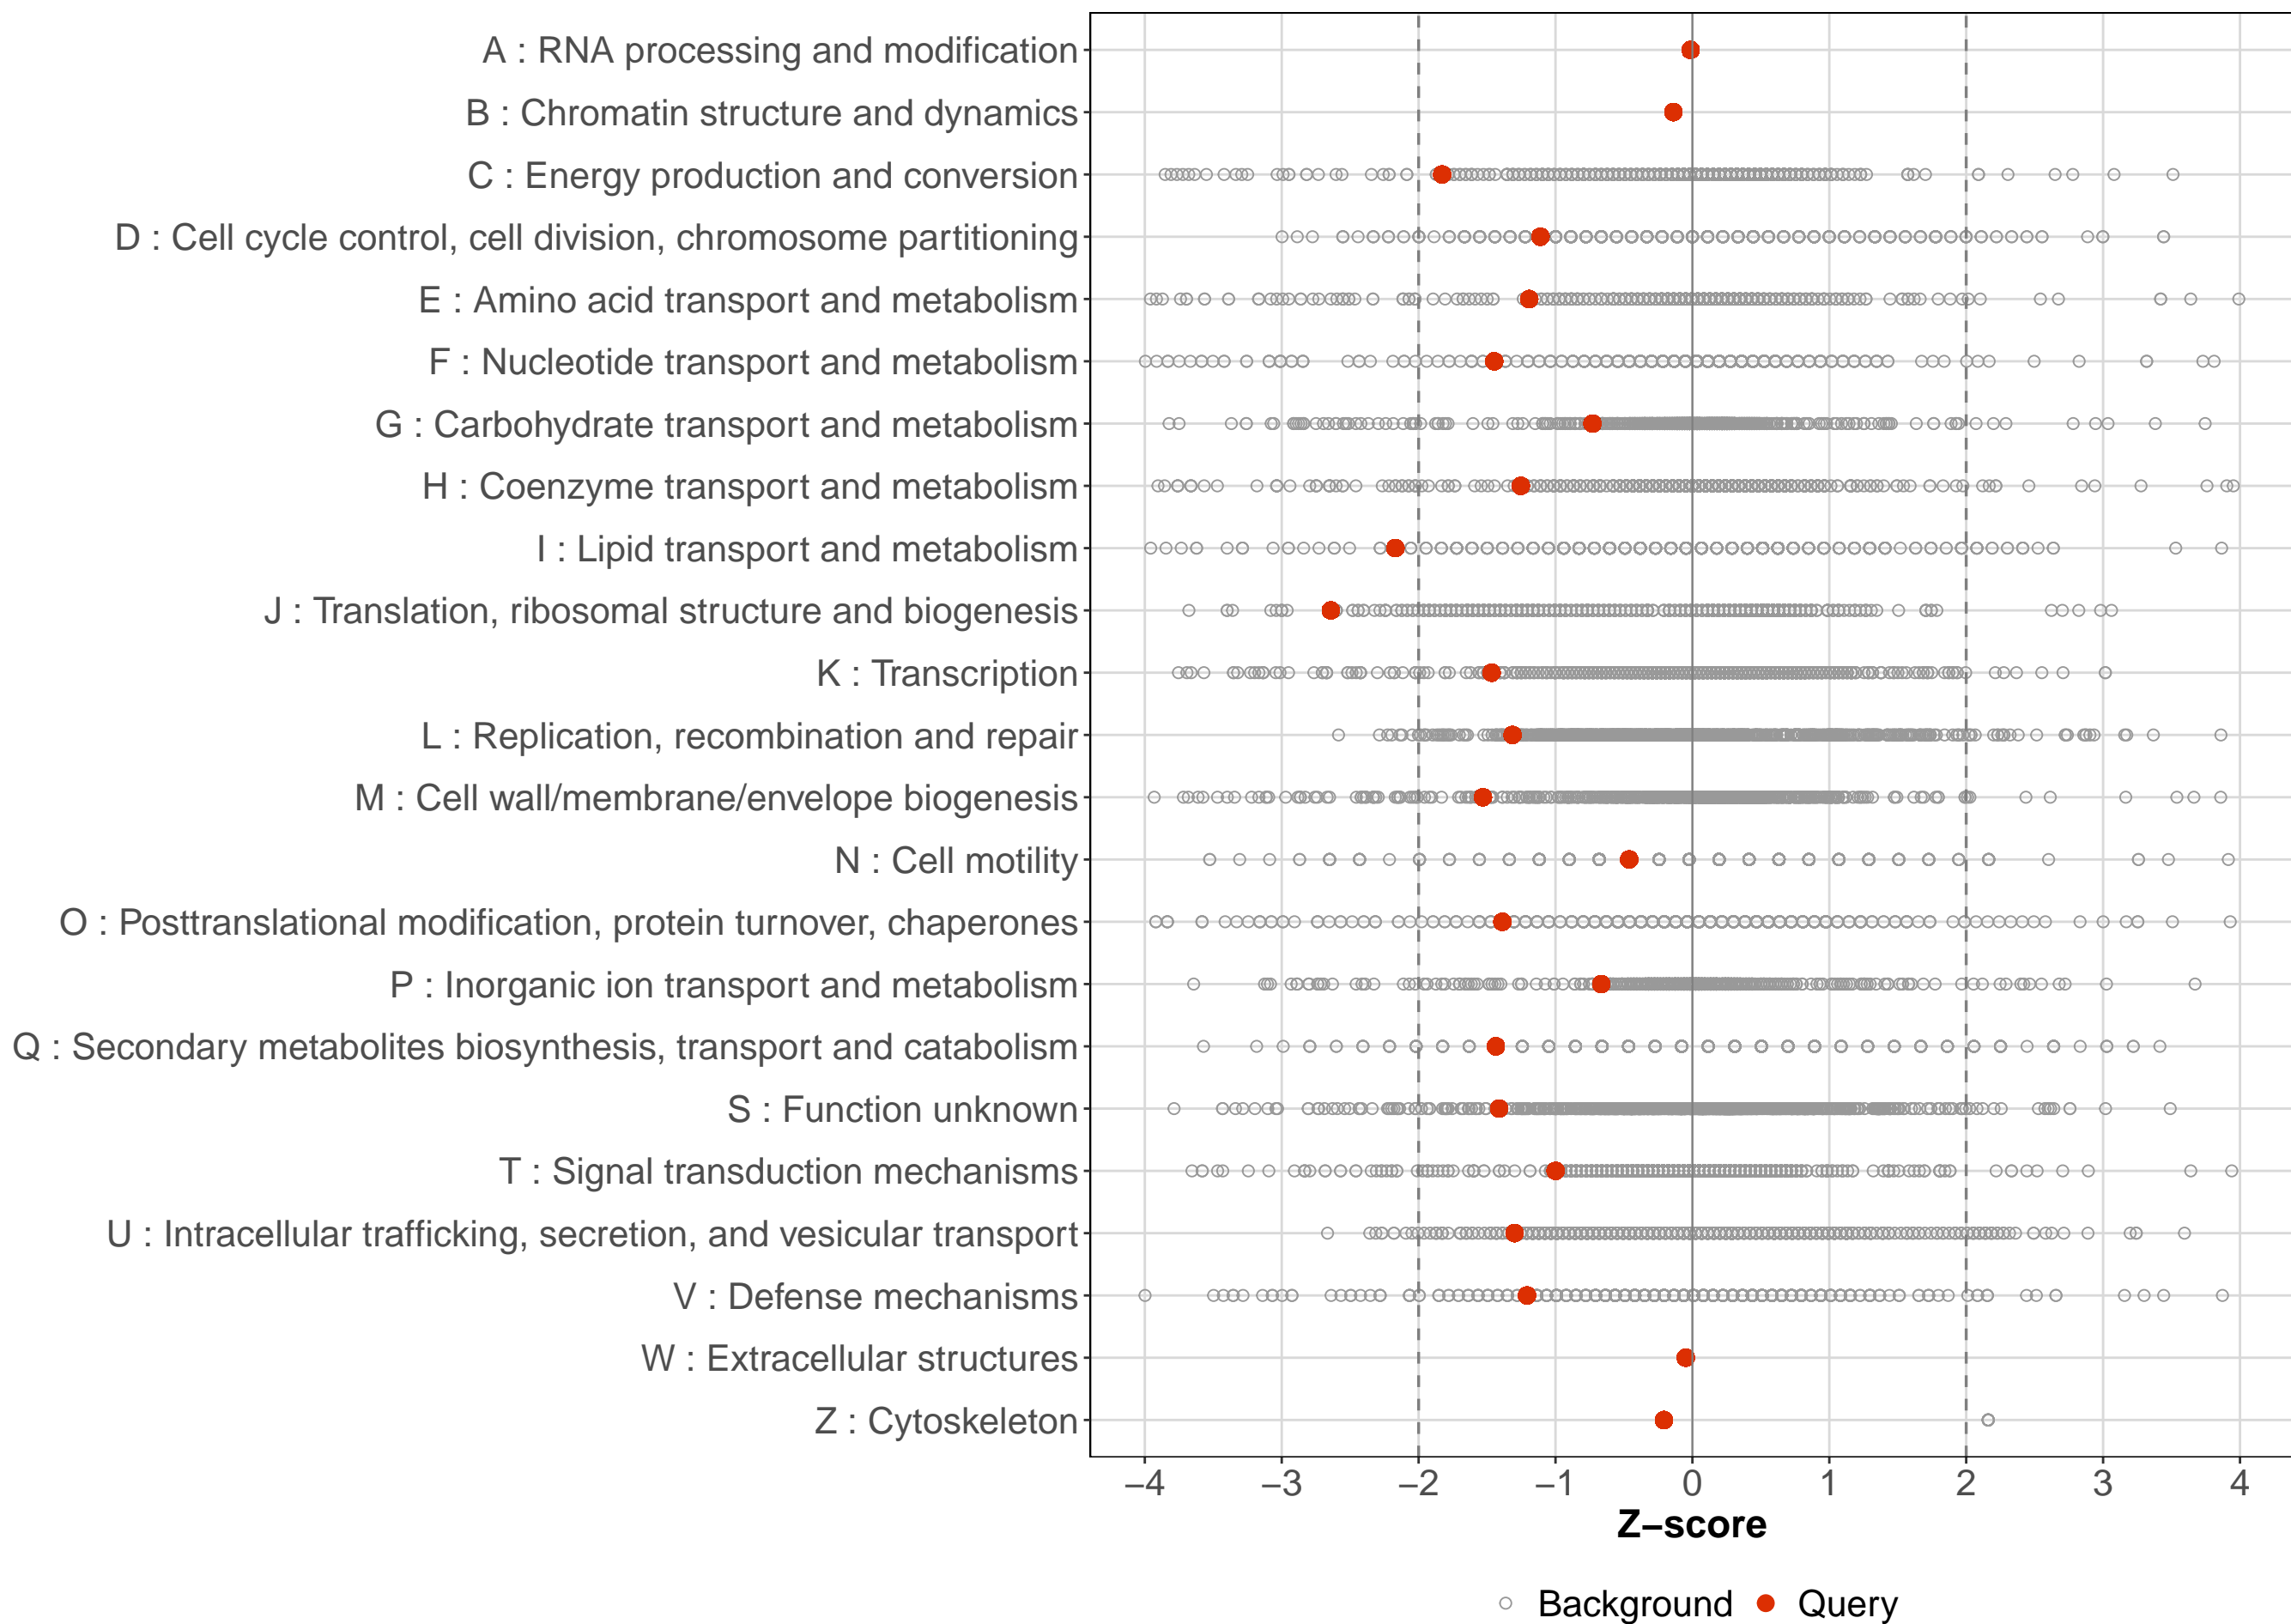 A : RNA processing and modification
B : Chromatin structure and dynamics
C : Energy production and conversion
D : Cell cycle control, cell division, chromosome partitioning
E : Amino acid transport and metabolism
F : Nucleotide transport and metabolism
G : Carbohydrate transport and metabolism
H : Coenzyme transport and metabolism
I : Lipid transport and metabolism
J : Translation, ribosomal structure and biogenesis
K : Transcription
L : Replication, recombination and repair
M : Cell wall/membrane/envelope biogenesis
N : Cell motility
O : Posttranslational modification, protein turnover, chaperones
P : Inorganic ion transport and metabolism
Q : Secondary metabolites biosynthesis, transport and catabolism
S : Function unknown
T : Signal transduction mechanisms
U : Intracellular trafficking, secretion, and vesicular transport
V : Defense mechanisms
W : Extracellular structures
Z : Cytoskeleton
−4 −3 −2 −1 0 1 2 3 4
Z−score
Background Query